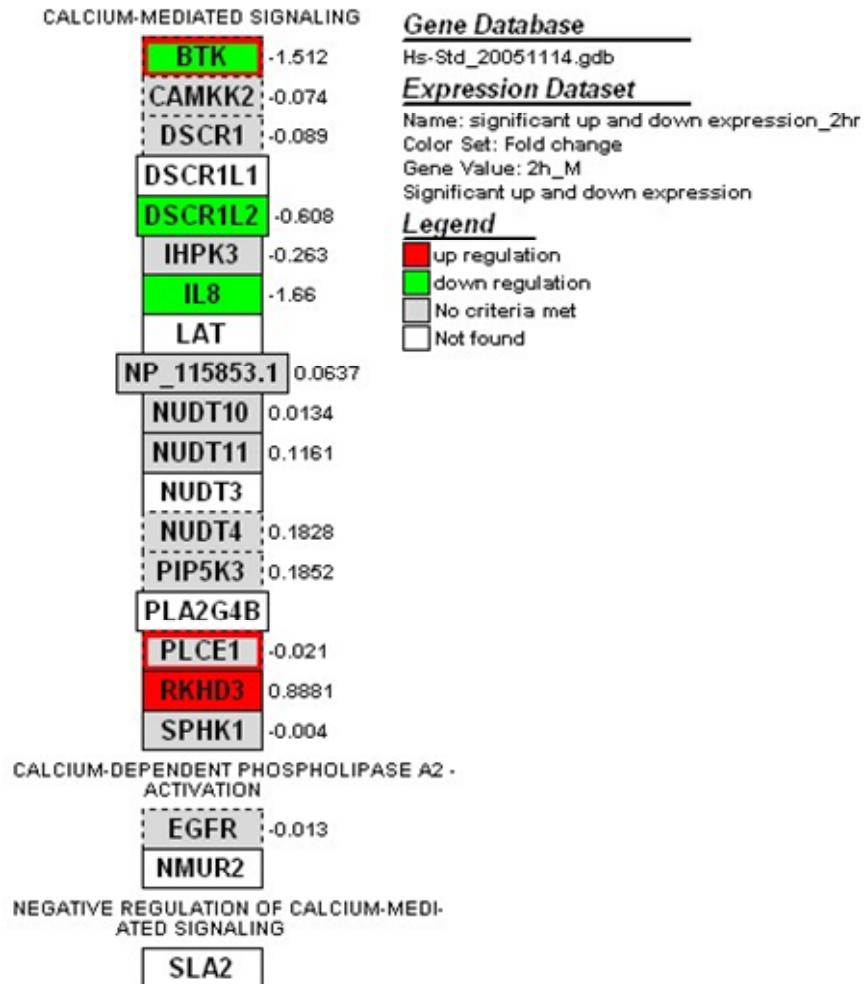 CALCIUM-MEDIATED SIGNALING
BTK -1.512
CAMKK2 -0.074
DSCR1 -0.089
DSCR1L1
DSCR1L2 -0.608
IHPK3 -0.263
IL8 -1.66
LAT
NP_115853.1 0.0637
NUDT10 0.0134
NUDT11 0.1161
NUDT3
NUDT4 0.1828
PIP5K3 0.1852
PLA2G4B
PLCE1 -0.021
RKHD3 0.8881
SPHK1 -0.004
CALCIUM-DEPENDENT PHOSPHOLIPASE A2 -
ACTIVATION
EGFR -0.013
NMUR2
NEGATIVE REGULATION OF CALCIUM-MEDI-
ATED SIGNALING
SLA2
Gene Database
Hs-Std_20051114.gdb
Expression Dataset
Name: significant up and down expression_2hr
Color Set: Fold change
Gene Value: 2h_M
Significant up and down expression
Legend
up regulation
down regulation
No criteria met
Not found